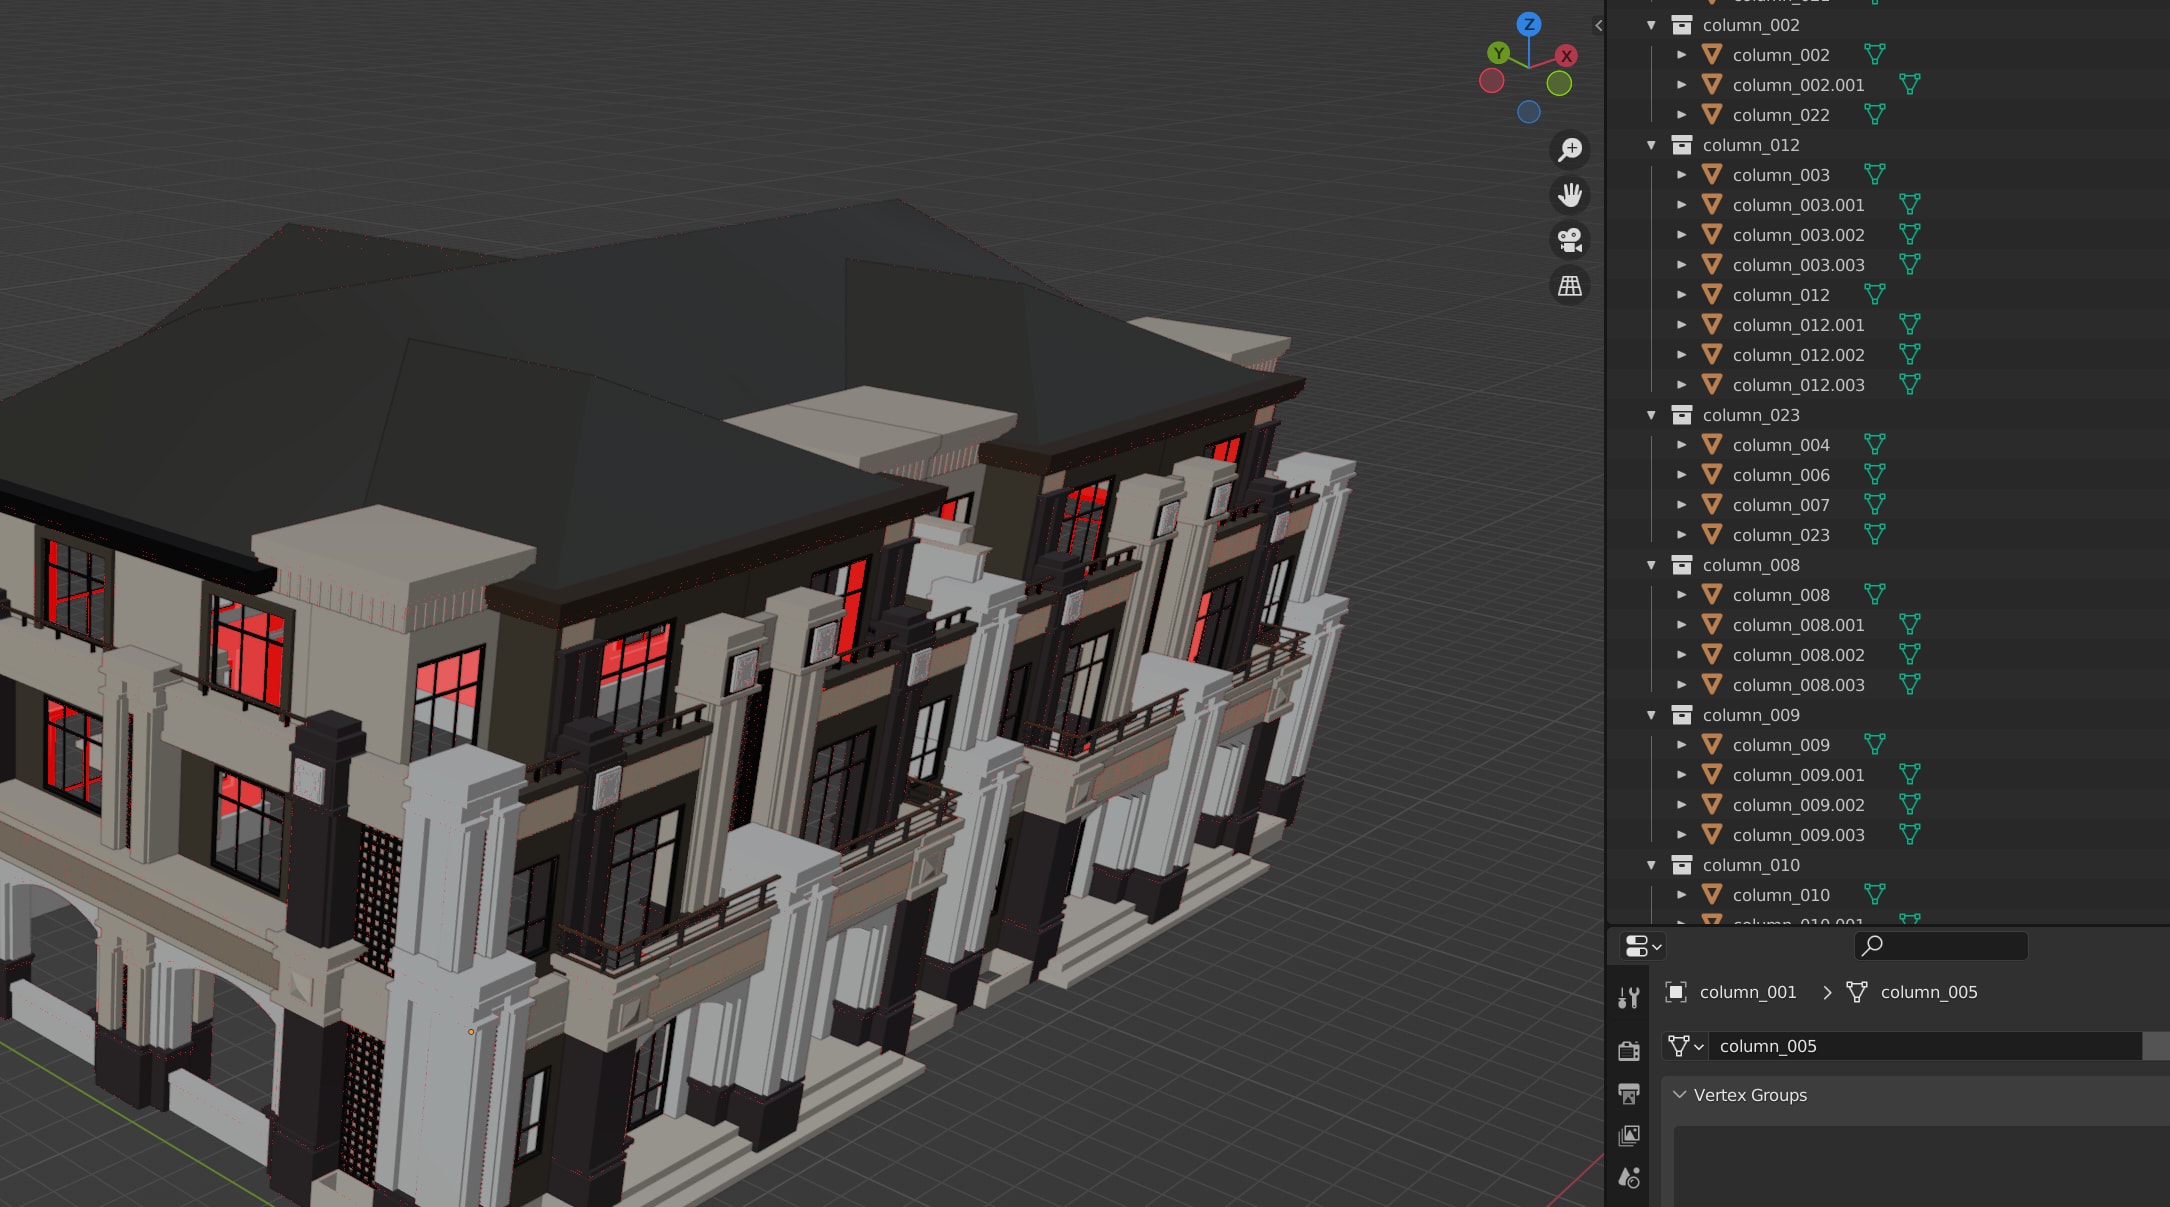 Z
Y
X
column_002
column_002
column_002.001
column_022
column_012
column_003
column_003.001
column_003.002
column_003.003
column_012
column_012.001
column_012.002
column_012.003
column_023
column_004
column_006
column_007
column_023
column_008
column_008
column_008.001
column_008.002
column_008.003
column_009
column_009
column_009.001
column_009.002
column_009.003
column_010
column_010
column_010.001
column_001 > column_005
column_005
Vertex Groups